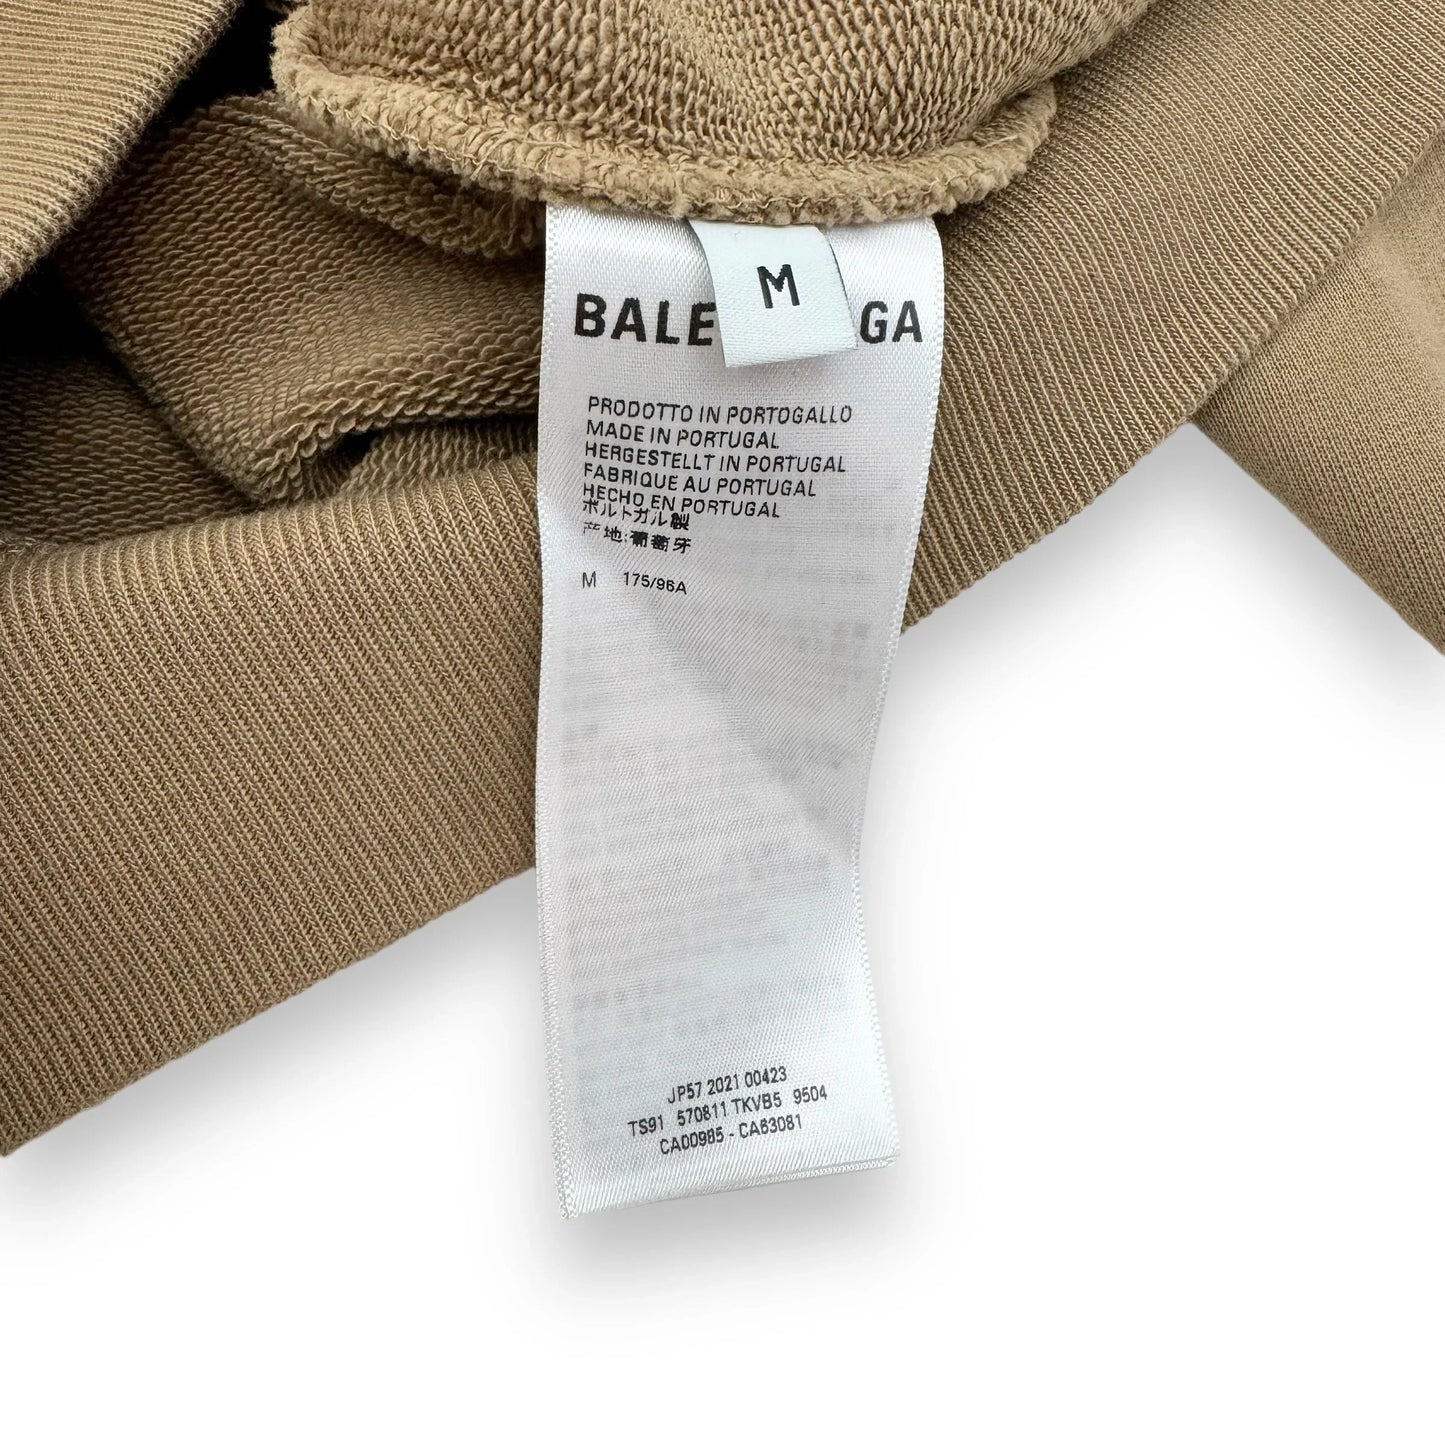 M
BALE GA
PRODOTTO IN PORTOGALLO
MADE IN PORTUGAL
HERGESTELLT IN PORTUGAL
FABRIQUE AU PORTUGAL
HECHO EN PORTUGAL
ポルトガル製
产地:葡萄牙
M 175/96A
JP57 2021 00423
TS91 570811 TKVB5 9504
CA00985 - CA63081